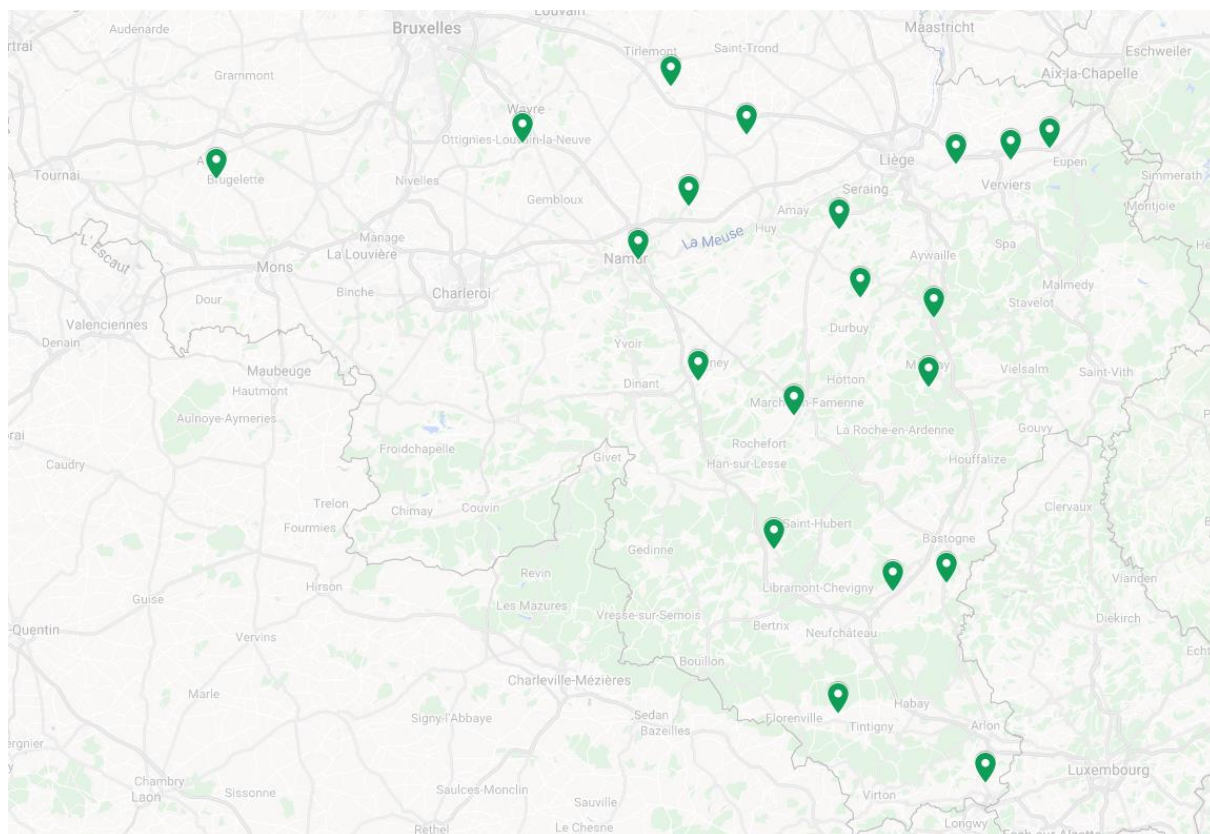 Audenarde
Bruxelles
Louvain
Tirlemont
Saint-Trond
Maastricht
Eschweiler
Aix-la-Chapelle
Grammont
Wavre
Ottignies-Louvain-la-Neuve
Liège
Tournai
Brugelette
Nivelles
Gembloux
Seraing
Verviers
Eupen
Simmerath
Montjoie
Amay
Huy
La Meuse
Spa
Aywaille
Malmedy
Stavelot
L'Escaut
Mons
Manage
La Louvière
Binche
Charleroi
Namur
Dour
Valenciennes
Denain
Maubeuge
Hautmont
Aulnoye-Aymeries
Yvoir
Dinant
Durbuy
Hotton
Vielsalm
Saint-Vith
Gouvy
La Roche-en-Ardenne
Rochefort
Han-sur-Lesse
Houffalize
Froidchapelle
Givet
Caudry
Trelon
Fourmies
Chimay
Couvin
Gedinne
Saint-Hubert
Bastogne
Clervaux
Vianden
Diekirch
Hirson
Revin
Les Mazures
Guise
Vervins
Vresse-sur-Semois
Libramont-Chevigny
Bertrix
Neufchâteau
Bouillon
Charleville-Mézières
Marle
Signy-l'Abbaye
Sedan
Bazeilles
Florenville
Tintigny
Habay
Arlon
Luxembourg
Chambry
Laon
Sissonne
Saulces-Monclin
Sauville
Le Chesne
Rethel
Virton
Longwy